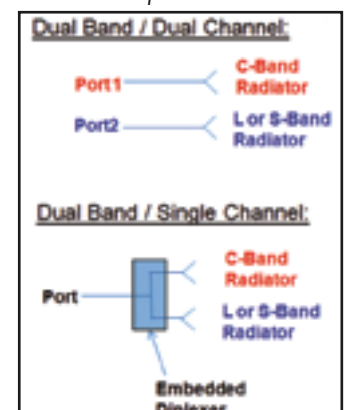 Dual Band / Dual Channel:
Port1
C-Band
Radiator
Port2
L or S-Band
Radiator
Dual Band / Single Channel:
C-Band
Radiator
Port
L or S-Band
Radiator
Embedded
Diplexer